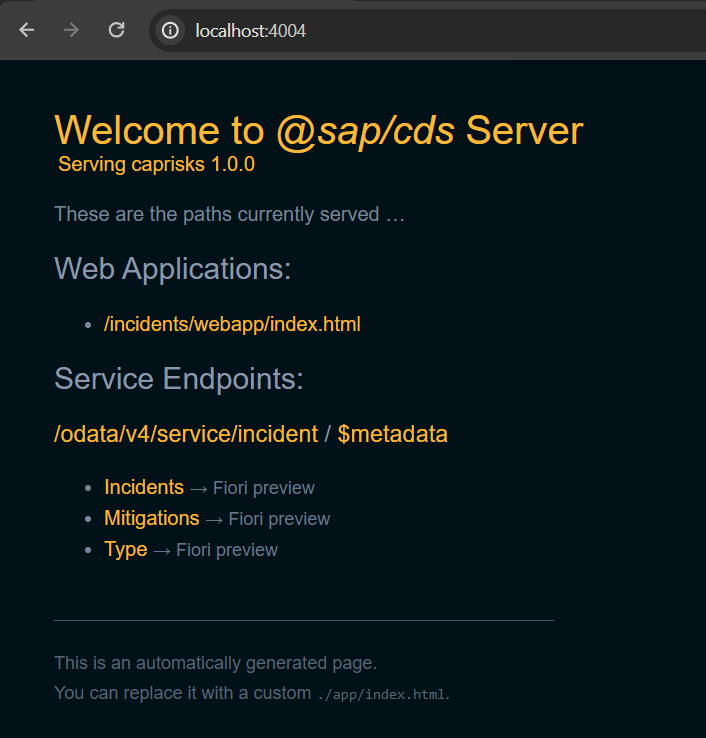 localhost:4004
Welcome to @sap/cds Server
Serving caprisks 1.0.0
These are the paths currently served …
Web Applications:
/incidents/webapp/index.html
Service Endpoints:
/odata/v4/service/incident / $metadata
Incidents → Fiori preview
Mitigations → Fiori preview
Type → Fiori preview
This is an automatically generated page.
You can replace it with a custom ./app/index.html.